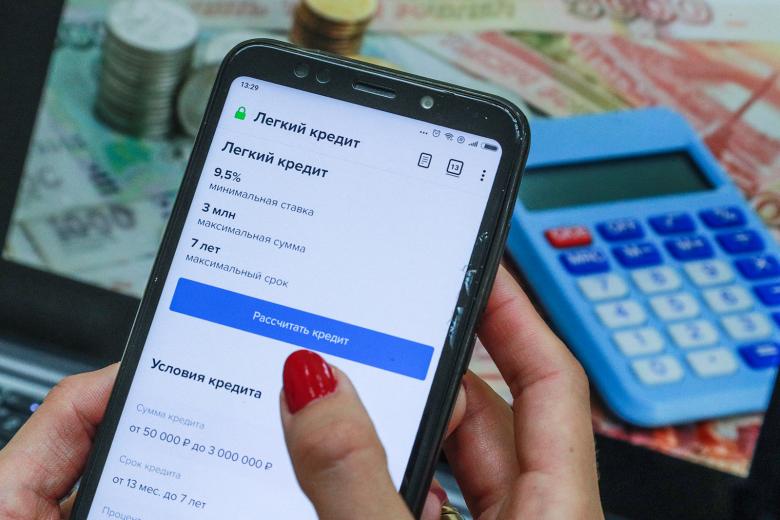 13:29
Легкий кредит
13
Легкий кредит
9,5%
минимальная ставка
3 млн
максимальная сумма
7 лет
максимальный срок
Рассчитать кредит
Условия кредита
Сумма кредита
от 50 000 ₽ до 3 000 000 ₽
Срок кредита
от 13 мес. до 7 лет